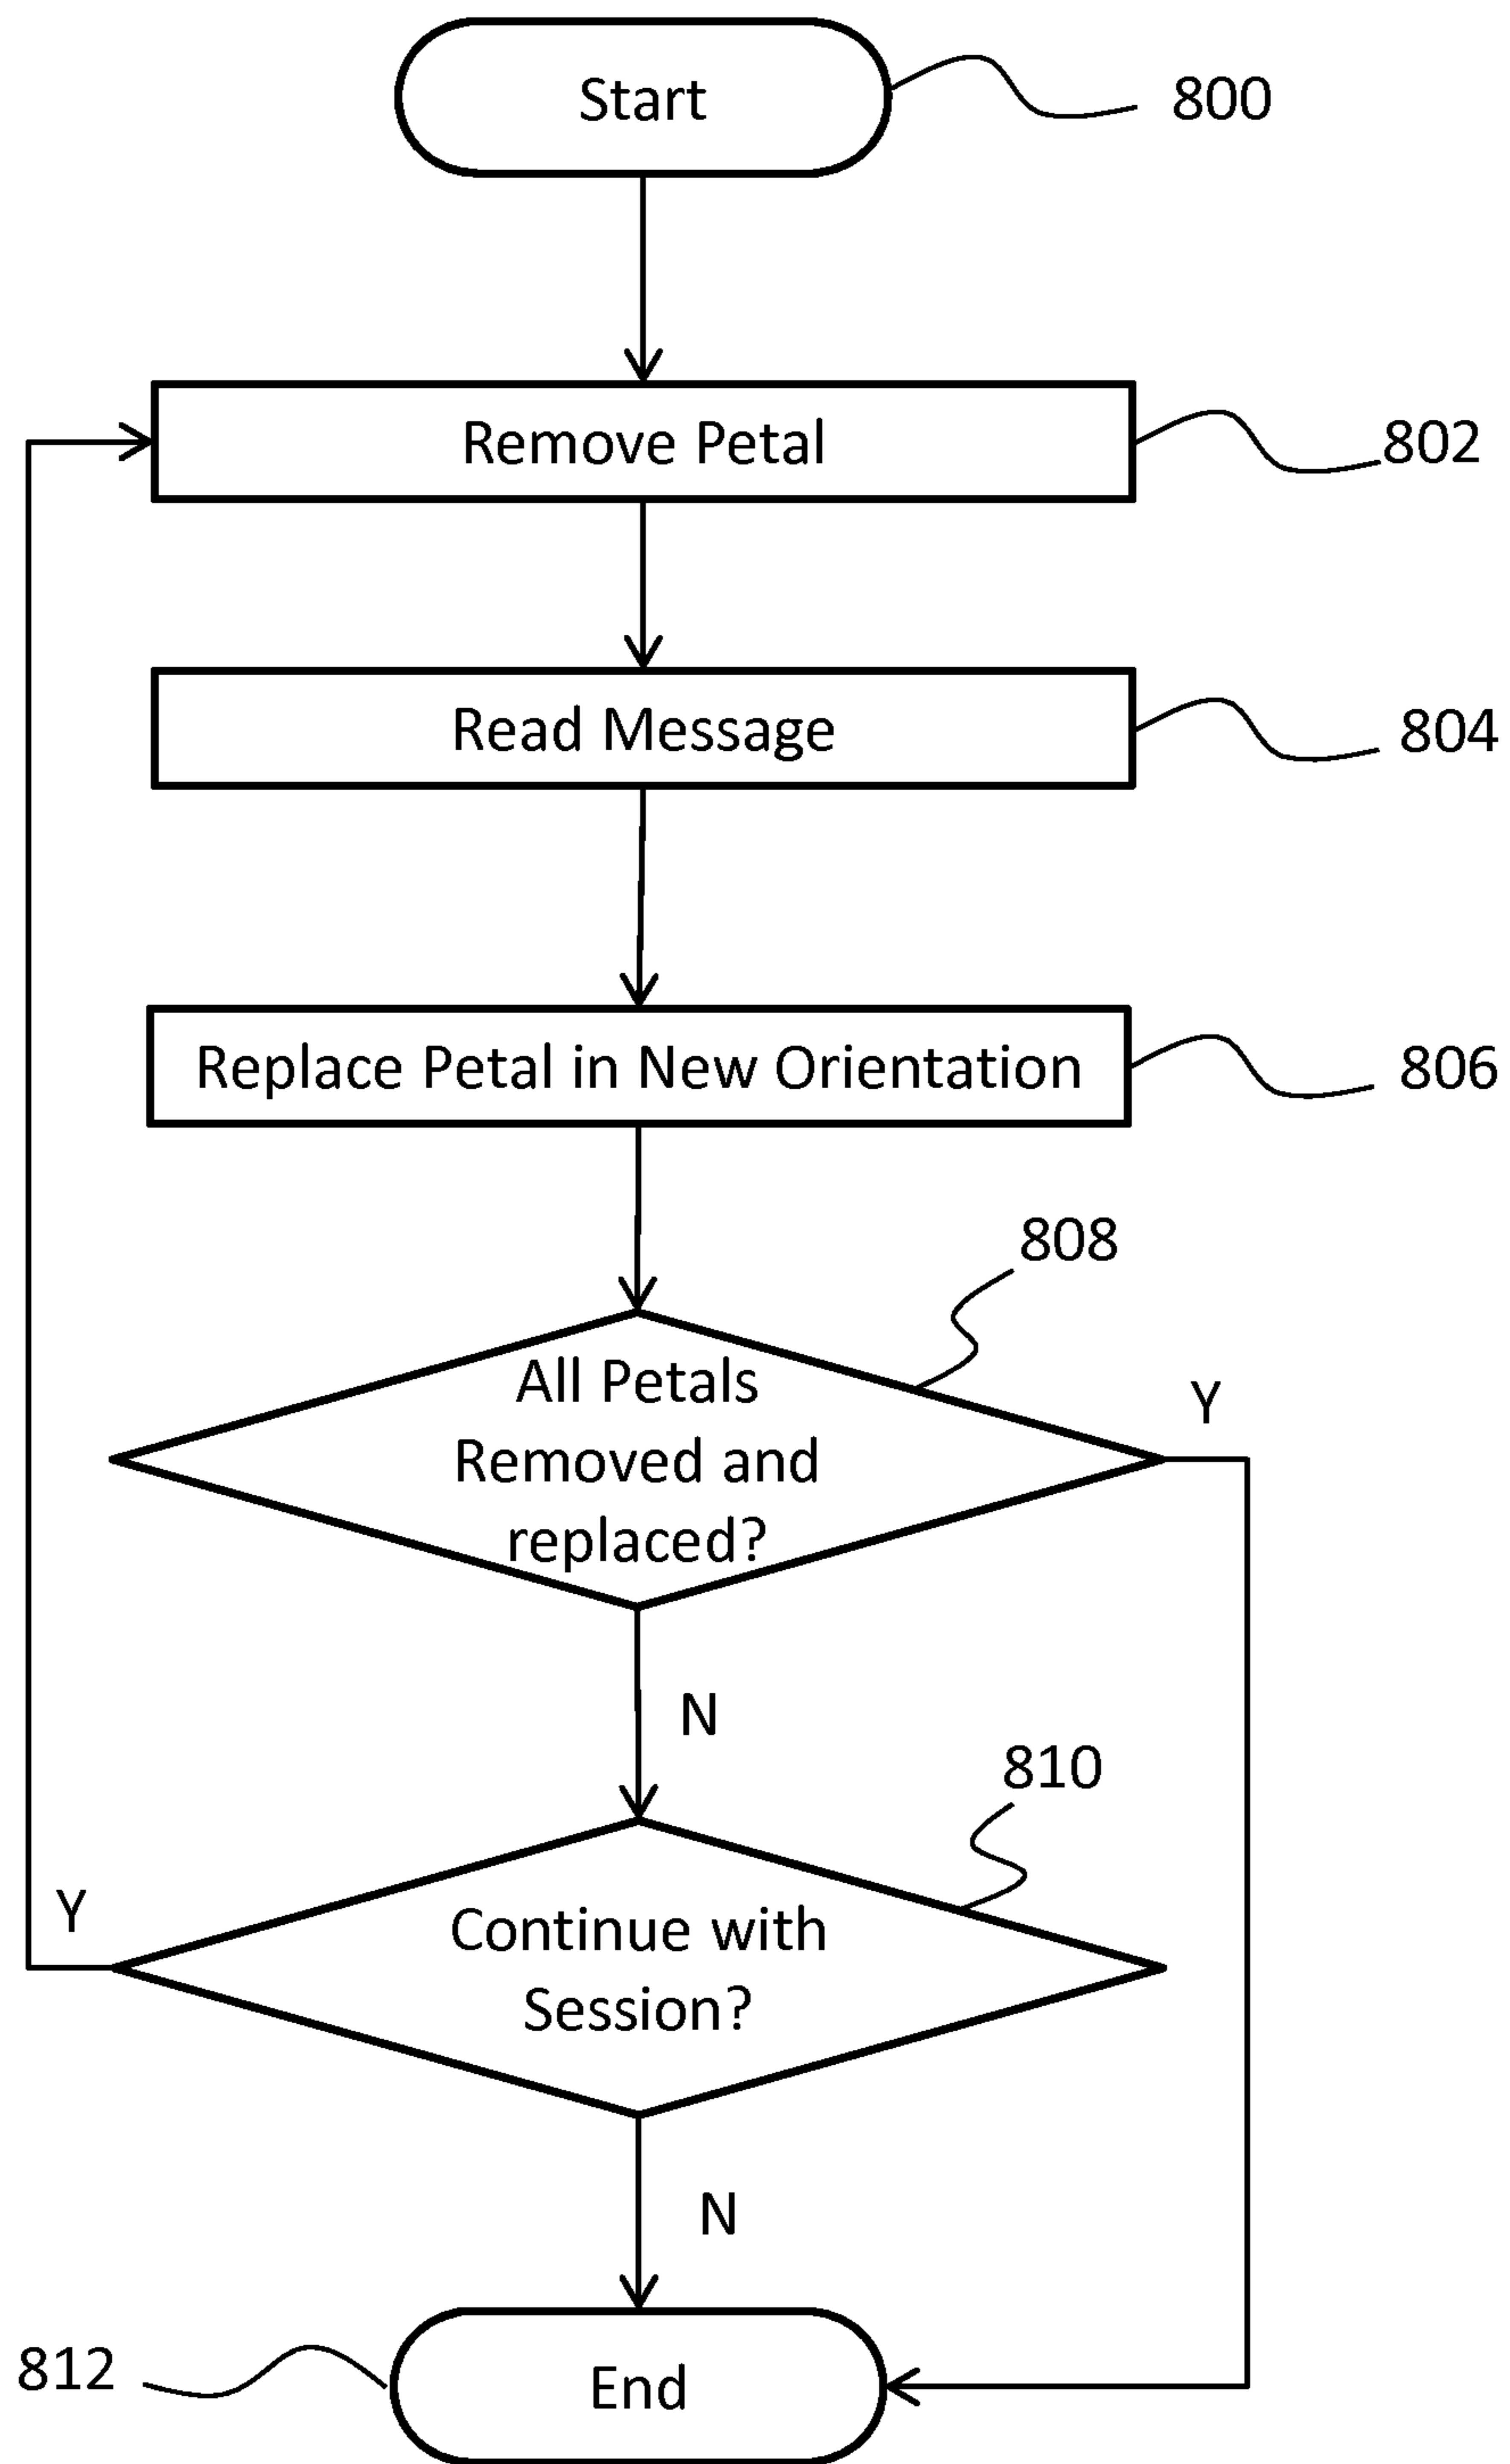 Start
800
Remove Petal
802
Read Message
804
Replace Petal in New Orientation
806
808
All Petals
Removed and
replaced?
Y
N
810
Y
Continue with
Session?
N
812
End